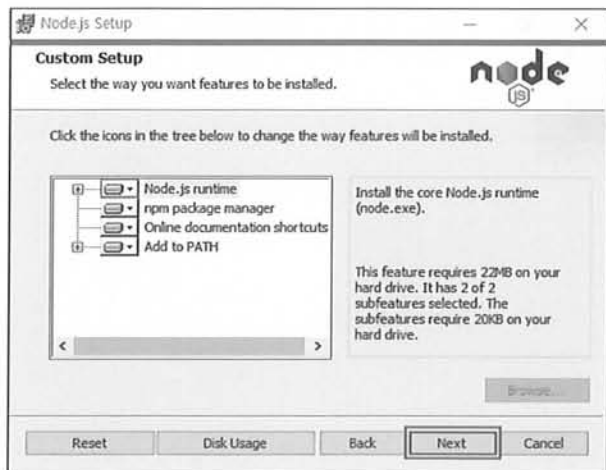 Node.js Setup
Custom Setup
Select the way you want features to be installed.
node
JS
Click the icons in the tree below to change the way features will be installed.
Node.js runtime
npm package manager
Online documentation shortcuts
Add to PATH
Install the core Node.js runtime
(node.exe).
This feature requires 22MB on your
hard drive. It has 2 of 2
subfeatures selected. The
subfeatures require 20KB on your
hard drive.
Browse...
Reset
Disk Usage
Back
Next
Cancel